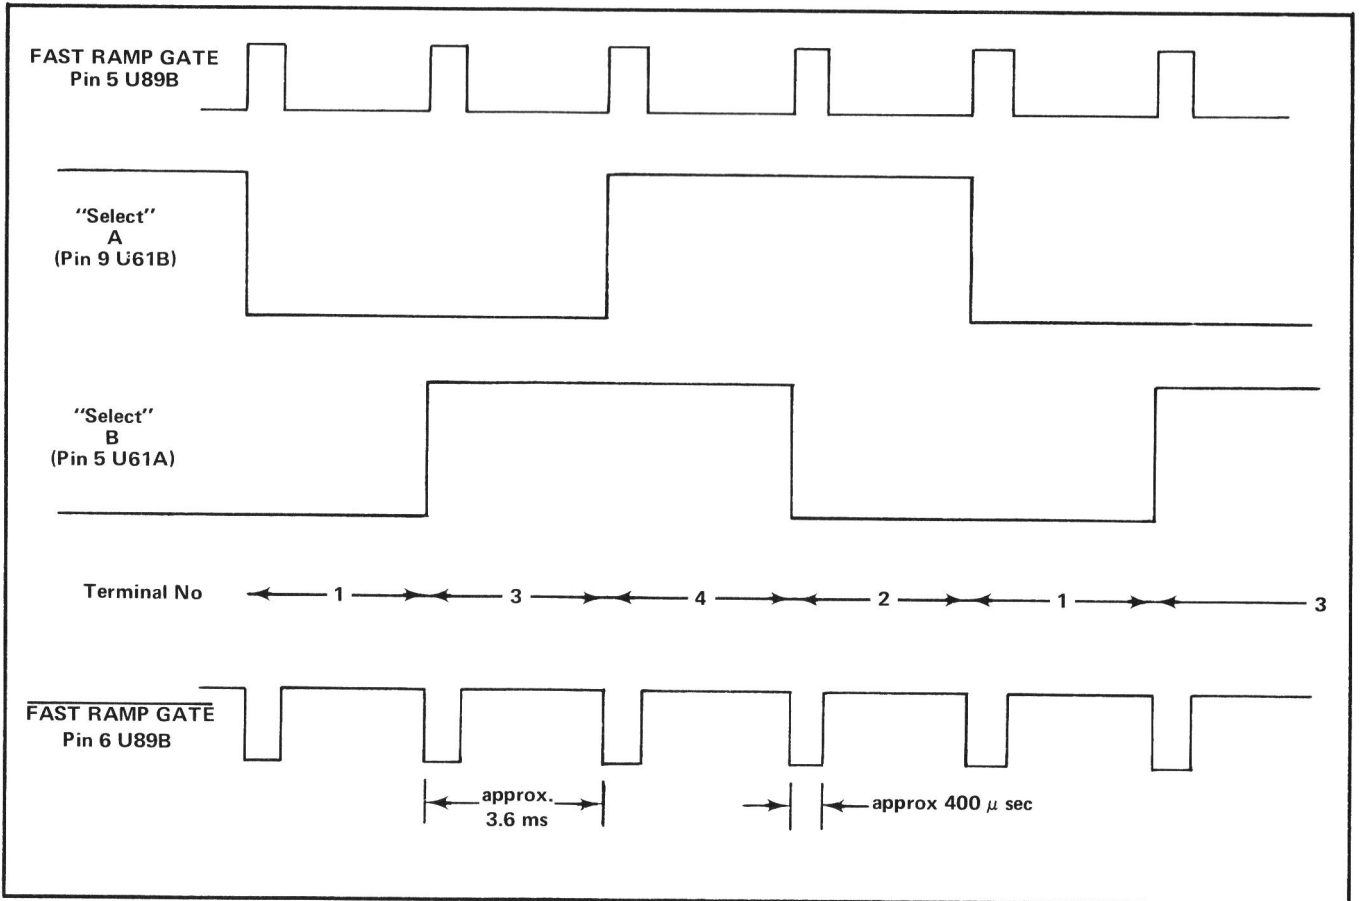 FAST RAMP GATE
Pin 5 U89B
"Select"
A
(Pin 9 U61B)
"Select"
B
(Pin 5 U61A)
Terminal No 1 3 4 2 1 3
FAST RAMP GATE
Pin 6 U89B
approx.
3.6 ms
approx 400 μ sec